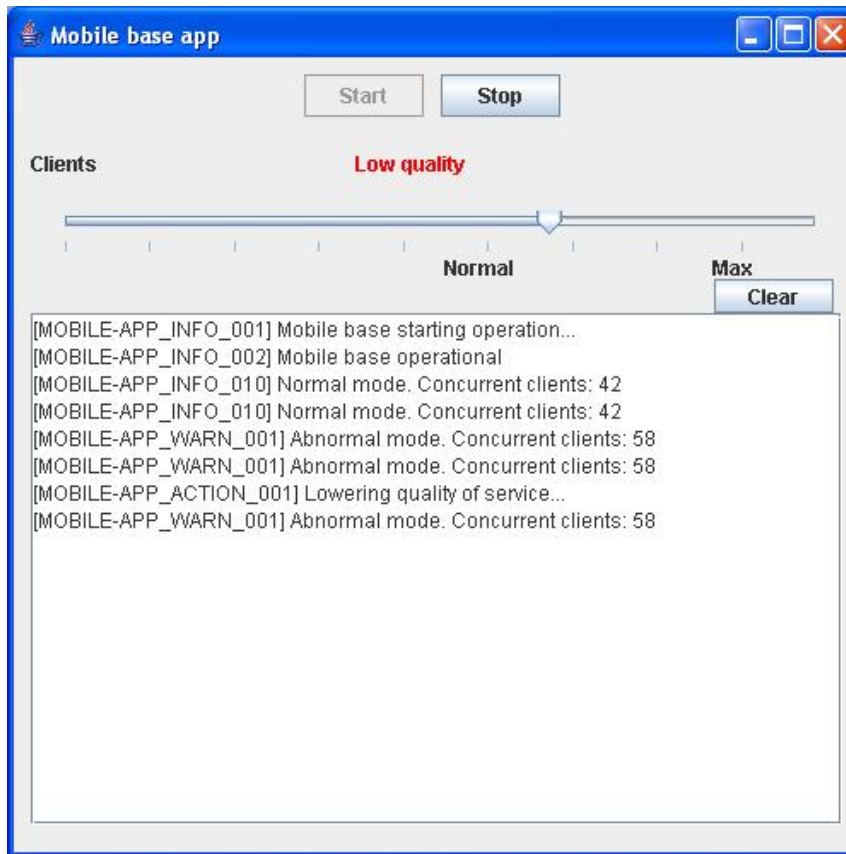 Mobile base app
Start Stop
Clients Low quality
Normal Max
Clear
[MOBILE-APP_INFO_001] Mobile base starting operation...
[MOBILE-APP_INFO_002] Mobile base operational
[MOBILE-APP_INFO_010] Normal mode. Concurrent clients: 42
[MOBILE-APP_INFO_010] Normal mode. Concurrent clients: 42
[MOBILE-APP_WARN_001] Abnormal mode. Concurrent clients: 58
[MOBILE-APP_WARN_001] Abnormal mode. Concurrent clients: 58
[MOBILE-APP_ACTION_001] Lowering quality of service...
[MOBILE-APP_WARN_001] Abnormal mode. Concurrent clients: 58